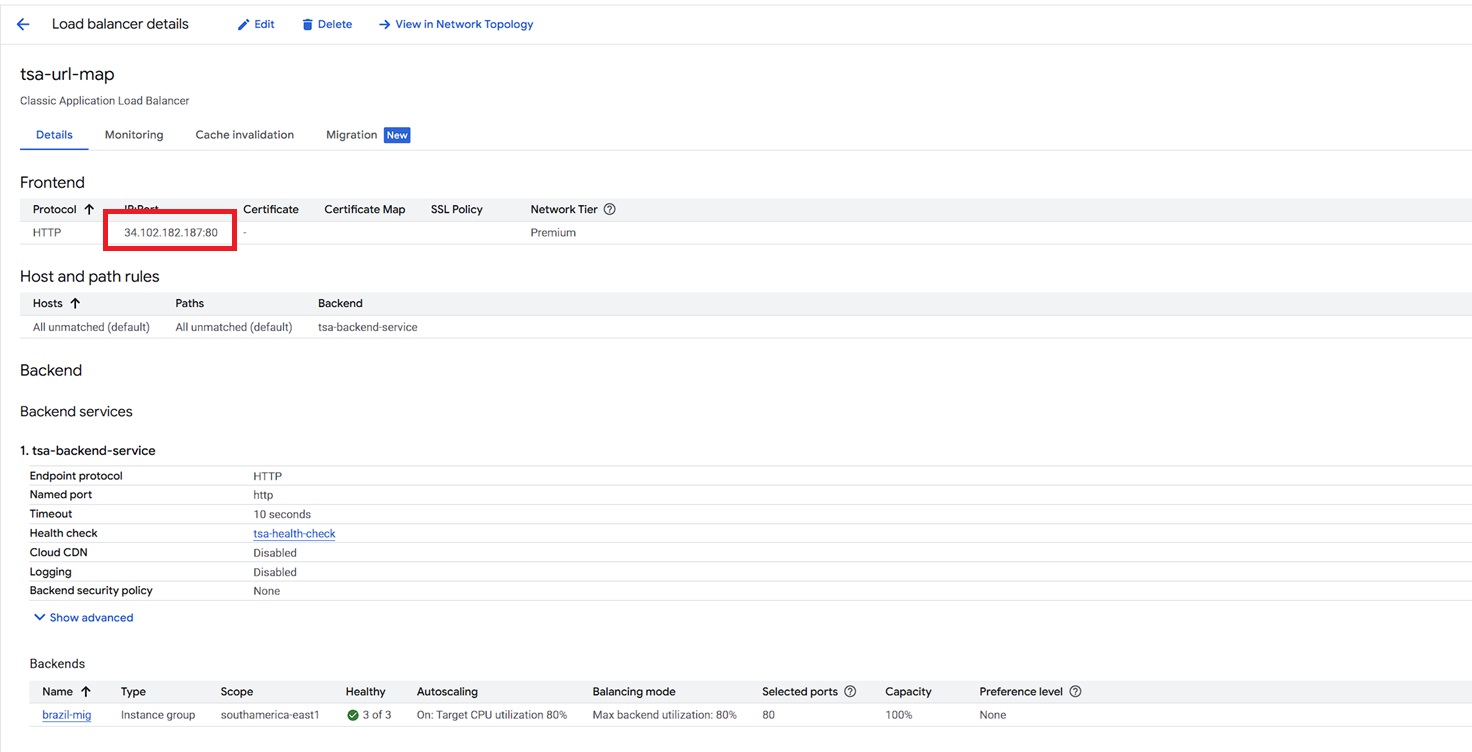 Load balancer details Edit Delete View in Network Topology
tsa-url-map
Classic Application Load Balancer
Details Monitoring Cache invalidation Migration New
Frontend
Protocol IP:Port Certificate Certificate Map SSL Policy Network Tier
HTTP 34.102.182.187:80 - Premium
Host and path rules
Hosts Paths Backend
All unmatched (default) All unmatched (default) tsa-backend-service
Backend
Backend services
1. tsa-backend-service
Endpoint protocol HTTP
Named port http
Timeout 10 seconds
Health check tsa-health-check
Cloud CDN Disabled
Logging Disabled
Backend security policy None
Show advanced
Backends
Name Type Scope Healthy Autoscaling Balancing mode Selected ports Capacity Preference level
brazil-mig Instance group southamerica-east1 3 of 3 On: Target CPU utilization 80% Max backend utilization: 80% 80 100% None